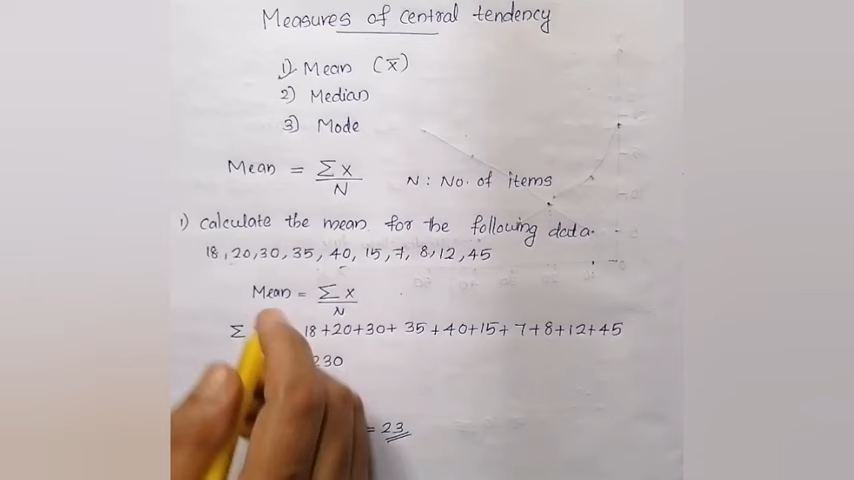 Measures of central tendency
1) Mean (x̄)
2) Median
3) Mode
Mean = Σx/N N : No. of items
1) calculate the mean for the following data.
18, 20, 30, 35, 40, 15, 7, 8, 12, 45
Mean = Σx/N
Σ 18+20+30+ 35+40+15+ 7+8+12+45
230
= 23